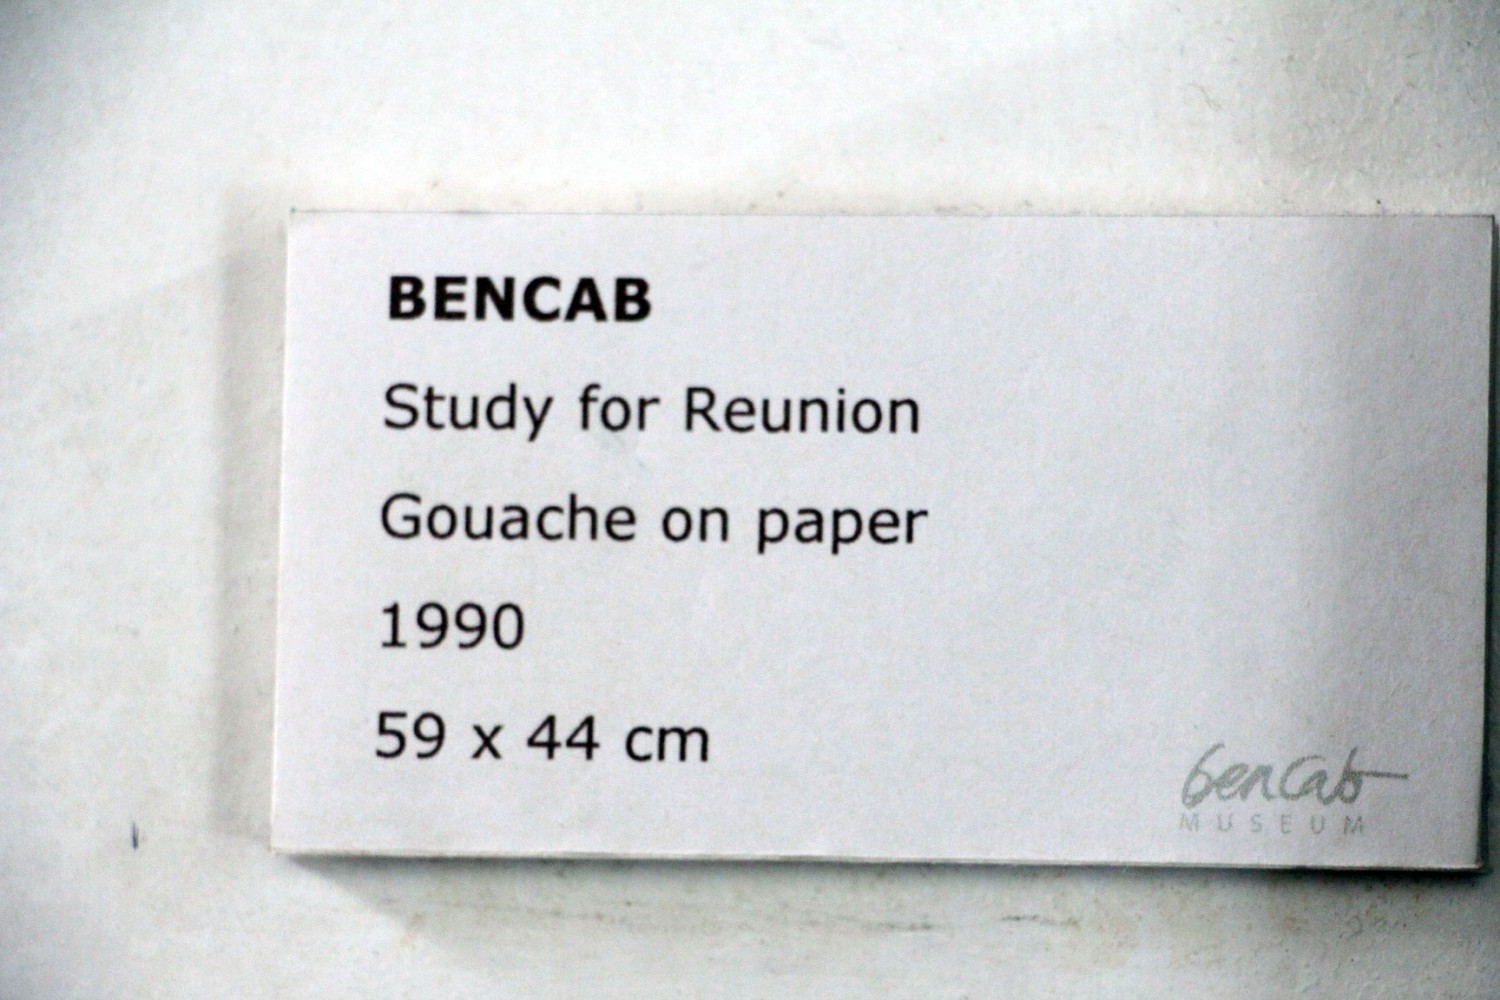 BENCAB
Study for Reunion
Gouache on paper
1990
59 x 44 cm
bencab
MUSEUM